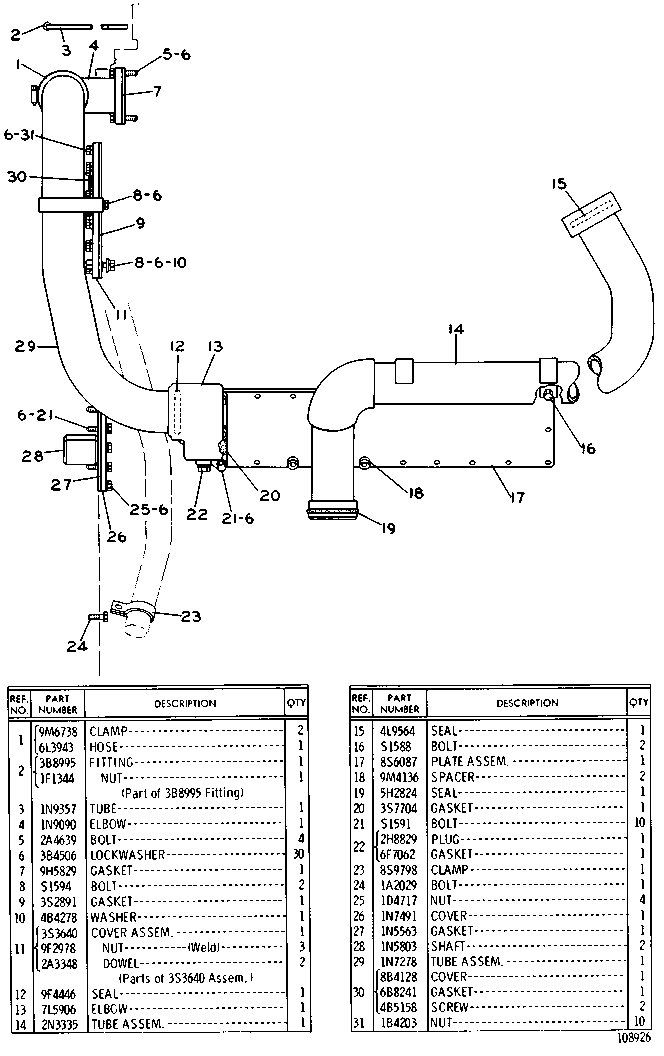 2
3
4
1
5-6
7
6-31
30
8-6
9
8-6-10
11
15
29
12
13
14
6-21
28
27
25-6
26
22
21-6
20
18
19
17
16
23
24
REF. NO. PART NUMBER DESCRIPTION QTY
1 9M6738 CLAMP 2
6L3943 HOSE 1
2 3B8995 FITTING 1
1F1344 NUT 1
(Part of 3B8995 Fitting)
3 1N9357 TUBE 1
4 1N9090 ELBOW 1
5 2A4639 BOLT 4
6 3B4506 LOCKWASHER 30
7 9H5829 GASKET 1
8 S1594 BOLT 2
9 3S2891 GASKET 1
10 4B4278 WASHER 1
11 3S3640 COVER ASSEM. 1
9F2978 NUT (Weld) 3
2A3348 DOWEL 2
(Parts of 3S3640 Assem.)
12 9F4446 SEAL 1
13 7L5906 ELBOW 1
14 2N3335 TUBE ASSEM. 1
REF. NO. PART NUMBER DESCRIPTION QTY
15 4L9564 SEAL 1
16 S1588 BOLT 2
17 8S6087 PLATE ASSEM. 1
18 9M4136 SPACER 2
19 5H2824 SEAL 1
20 3S7704 GASKET 1
21 S1591 BOLT 10
22 2H8829 PLUG 1
6F7062 GASKET 1
23 8S9798 CLAMP 1
24 1A2029 BOLT 1
25 1D4717 NUT 4
26 1N7491 COVER 1
27 1N5563 GASKET 1
28 1N5803 SHAFT 2
29 1N7278 TUBE ASSEM. 1
30 8B4128 COVER 1
6B8241 GASKET 1
4B5158 SCREW 2
31 1B4203 NUT 10
108926